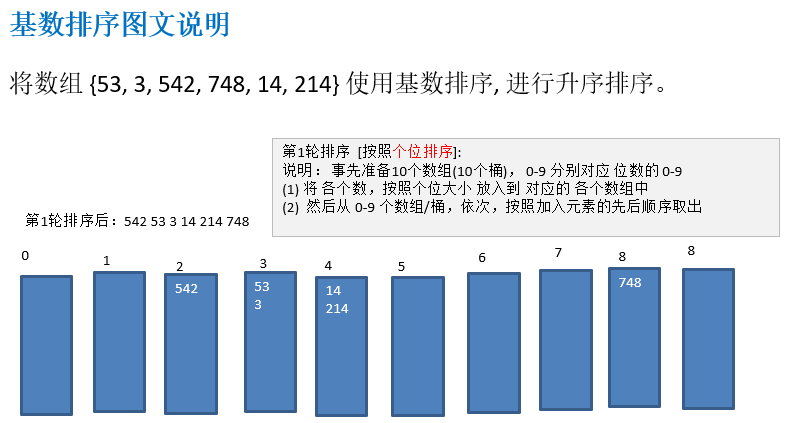 基数排序图文说明
将数组 {53, 3, 542, 748, 14, 214} 使用基数排序, 进行升序排序。
第1轮排序 [按照个位排序]:
说明： 事先准备10个数组(10个桶)， 0-9 分别对应 位数的 0-9
(1) 将 各个数，按照个位大小 放入到 对应的 各个数组中
(2) 然后从 0-9 个数组/桶，依次，按照加入元素的先后顺序取出
第1轮排序后：542 53 3 14 214 748
0 1 2 3 4 5 6 7 8 8
542
53
3
14
214
748